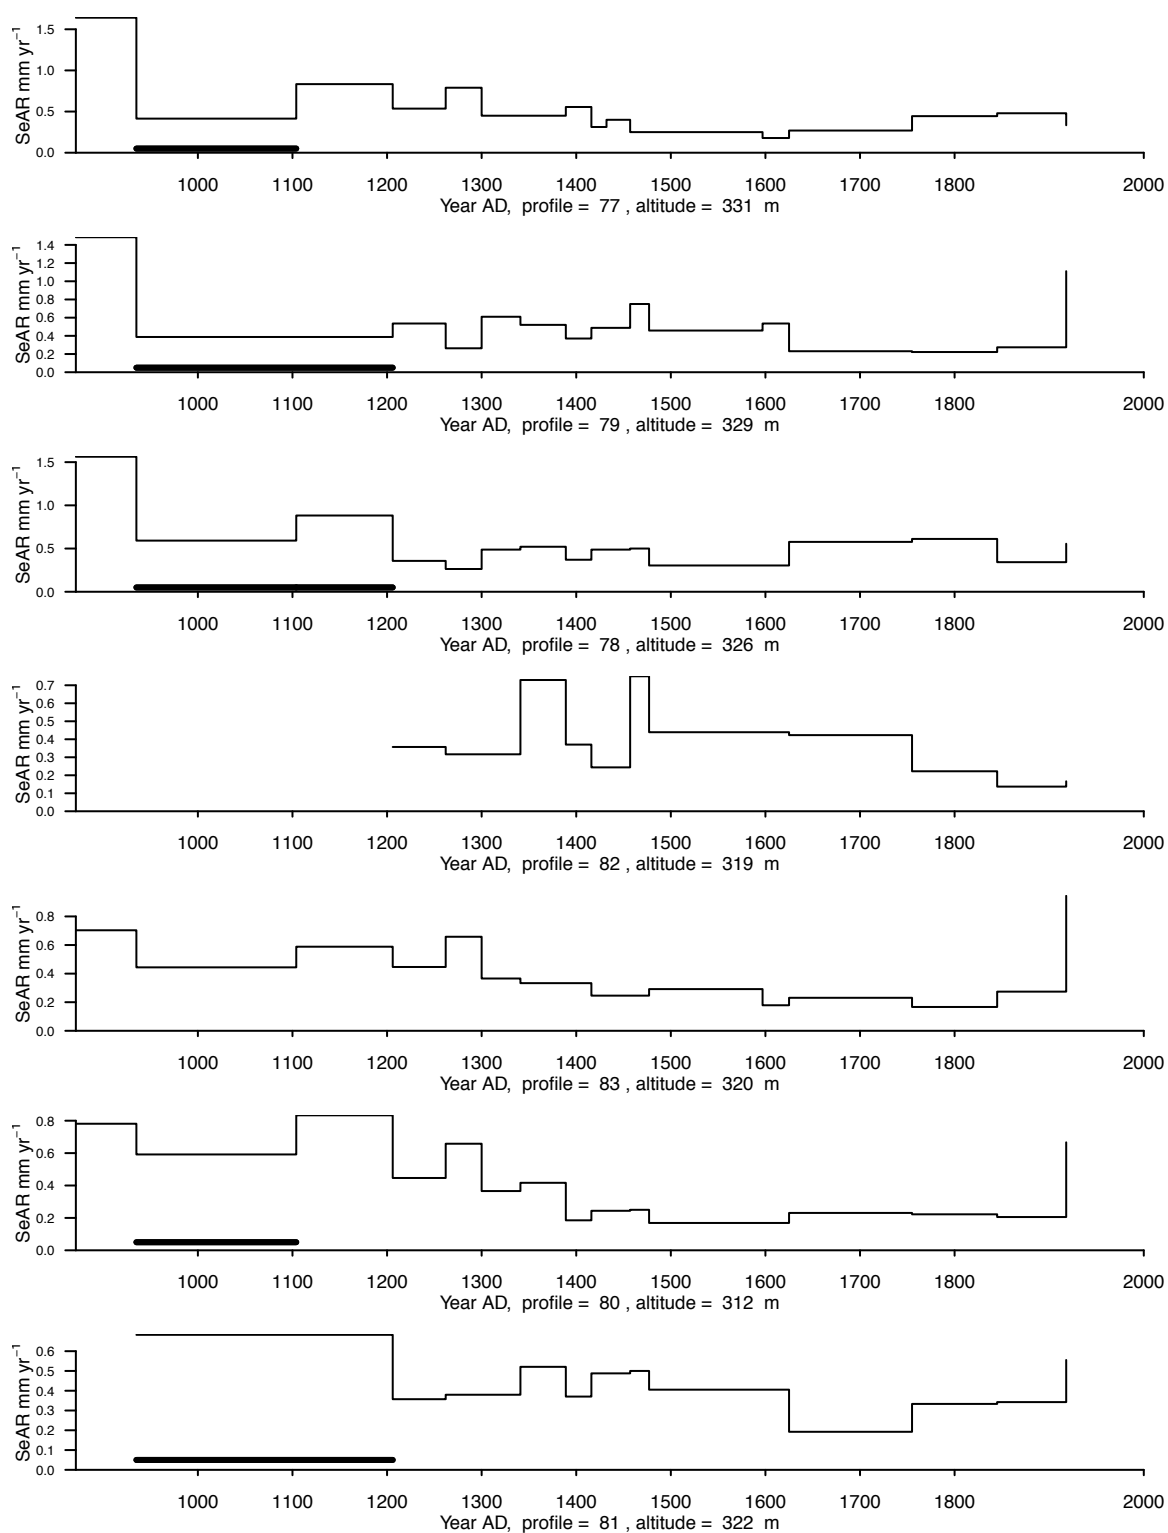 SeAR mm yr⁻¹
1.5
1.0
0.5
0.0
1000 1100 1200 1300 1400 1500 1600 1700 1800 2000
Year AD, profile = 77 , altitude = 331 m
SeAR mm yr⁻¹
1.4
1.2
1.0
0.8
0.6
0.4
0.2
0.0
1000 1100 1200 1300 1400 1500 1600 1700 1800 2000
Year AD, profile = 79 , altitude = 329 m
SeAR mm yr⁻¹
1.5
1.0
0.5
0.0
1000 1100 1200 1300 1400 1500 1600 1700 1800 2000
Year AD, profile = 78 , altitude = 326 m
SeAR mm yr⁻¹
0.7
0.6
0.5
0.4
0.3
0.2
0.1
0.0
1000 1100 1200 1300 1400 1500 1600 1700 1800 2000
Year AD, profile = 82 , altitude = 319 m
SeAR mm yr⁻¹
0.8
0.6
0.4
0.2
0.0
1000 1100 1200 1300 1400 1500 1600 1700 1800 2000
Year AD, profile = 83 , altitude = 320 m
SeAR mm yr⁻¹
0.8
0.6
0.4
0.2
0.0
1000 1100 1200 1300 1400 1500 1600 1700 1800 2000
Year AD, profile = 80 , altitude = 312 m
SeAR mm yr⁻¹
0.6
0.5
0.4
0.3
0.2
0.1
0.0
1000 1100 1200 1300 1400 1500 1600 1700 1800 2000
Year AD, profile = 81 , altitude = 322 m